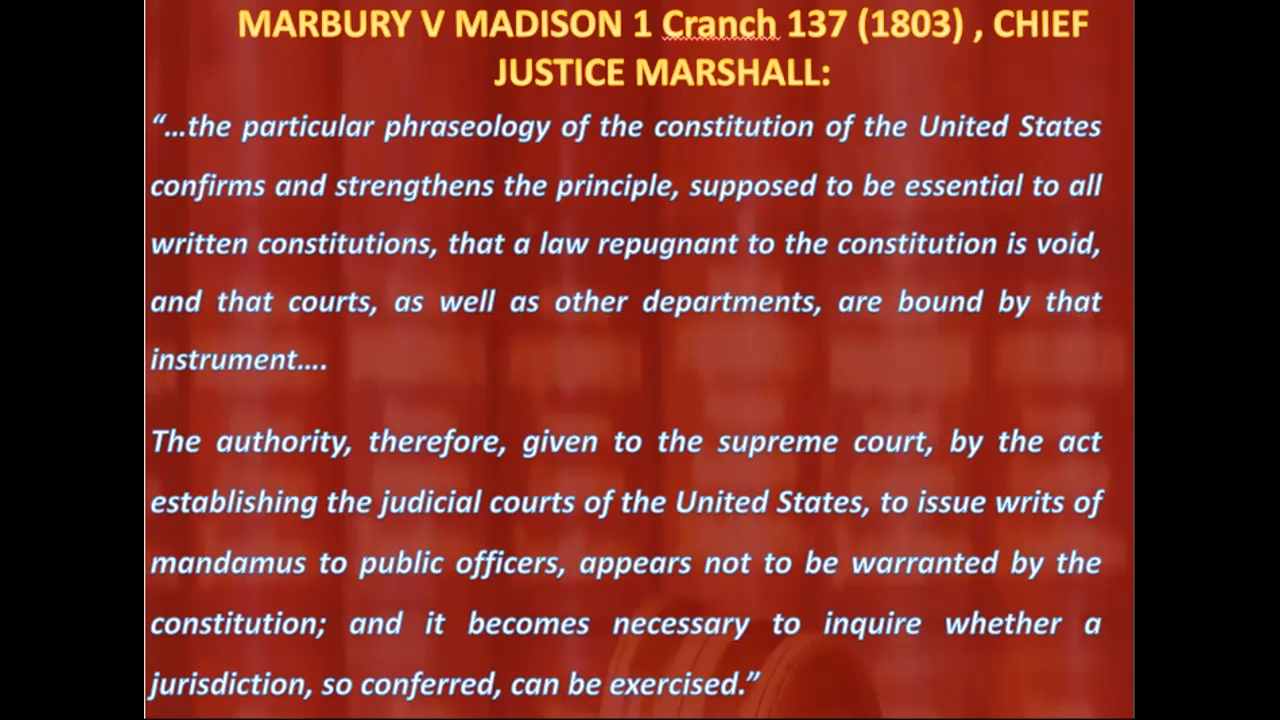 MARBURY V MADISON 1 Cranch 137 (1803) , CHIEF
JUSTICE MARSHALL:
“…the particular phraseology of the constitution of the United States
confirms and strengthens the principle, supposed to be essential to all
written constitutions, that a law repugnant to the constitution is void,
and that courts, as well as other departments, are bound by that
instrument….
The authority, therefore, given to the supreme court, by the act
establishing the judicial courts of the United States, to issue writs of
mandamus to public officers, appears not to be warranted by the
constitution; and it becomes necessary to inquire whether a
jurisdiction, so conferred, can be exercised.”